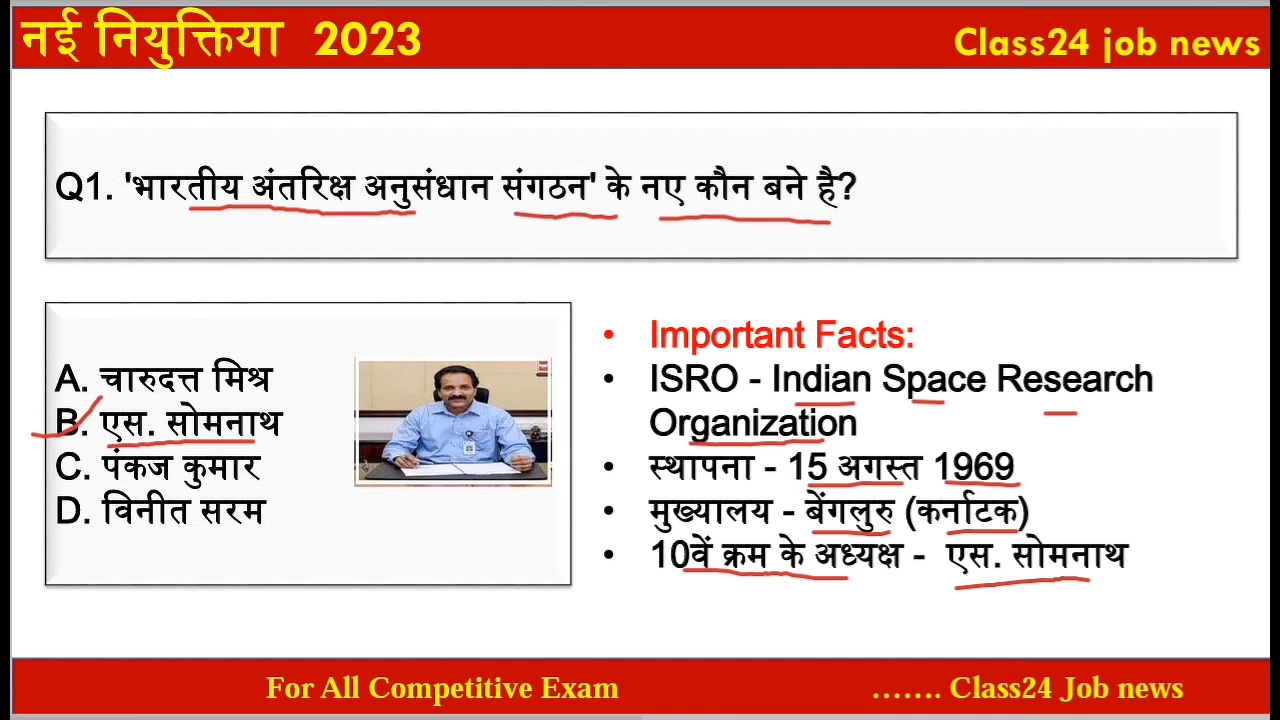 नई नियुक्तिया 2023
Class24 job news
Q1. 'भारतीय अंतरिक्ष अनुसंधान संगठन' के नए कौन बने है?
A. चारुदत्त मिश्र
B. एस. सोमनाथ
C. पंकज कुमार
D. विनीत सरम
• Important Facts:
• ISRO - Indian Space Research
Organization
• स्थापना - 15 अगस्त 1969
• मुख्यालय - बेंगलुरु (कर्नाटक)
• 10वें क्रम के अध्यक्ष - एस. सोमनाथ
For All Competitive Exam
....... Class24 Job news